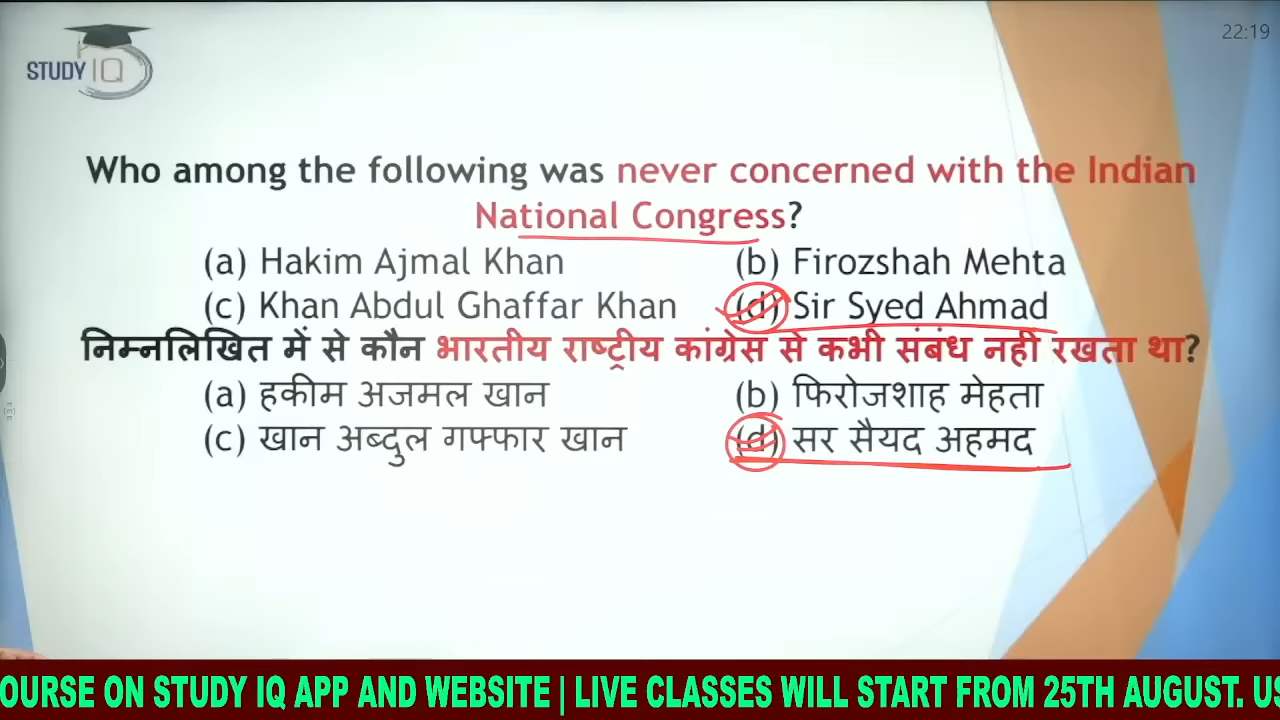 22:19
STUDY IQ
Who among the following was never concerned with the Indian
National Congress?
(a) Hakim Ajmal Khan (b) Firozshah Mehta
(c) Khan Abdul Ghaffar Khan (d) Sir Syed Ahmad
निम्नलिखित में से कौन भारतीय राष्ट्रीय कांग्रेस से कभी संबंध नहीं रखता था?
(a) हकीम अजमल खान (b) फिरोजशाह मेहता
(c) खान अब्दुल गफ्फार खान (d) सर सैयद अहमद
OURSE ON STUDY IQ APP AND WEBSITE | LIVE CLASSES WILL START FROM 25TH AUGUST. US